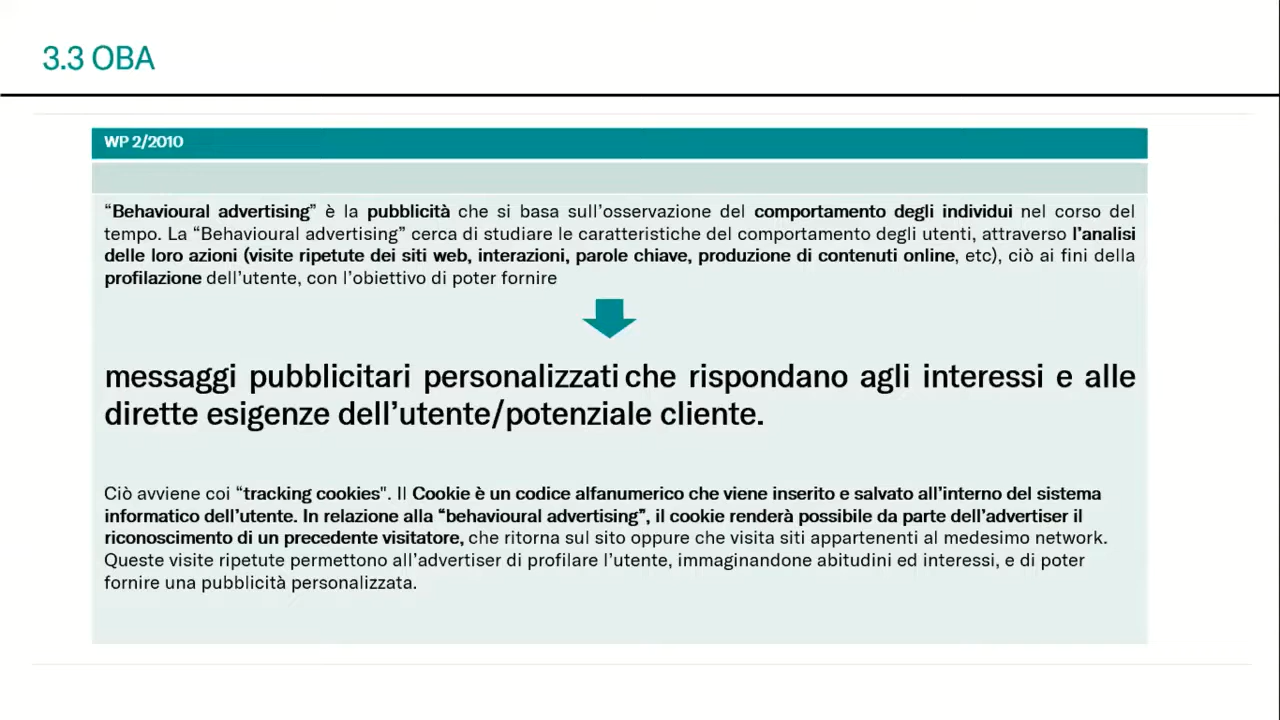 3.3 OBA
WP 2/2010
“Behavioural advertising” è la pubblicità che si basa sull’osservazione del comportamento degli individui nel corso del
tempo. La “Behavioural advertising” cerca di studiare le caratteristiche del comportamento degli utenti, attraverso l’analisi
delle loro azioni (visite ripetute dei siti web, interazioni, parole chiave, produzione di contenuti online, etc), ciò ai fini della
profilazione dell’utente, con l’obiettivo di poter fornire
messaggi pubblicitari personalizzati che rispondano agli interessi e alle
dirette esigenze dell’utente/potenziale cliente.
Ciò avviene coi “tracking cookies". Il Cookie è un codice alfanumerico che viene inserito e salvato all’interno del sistema
informatico dell’utente. In relazione alla “behavioural advertising”, il cookie renderà possibile da parte dell’advertiser il
riconoscimento di un precedente visitatore, che ritorna sul sito oppure che visita siti appartenenti al medesimo network.
Queste visite ripetute permettono all’advertiser di profilare l’utente, immaginandone abitudini ed interessi, e di poter
fornire una pubblicità personalizzata.